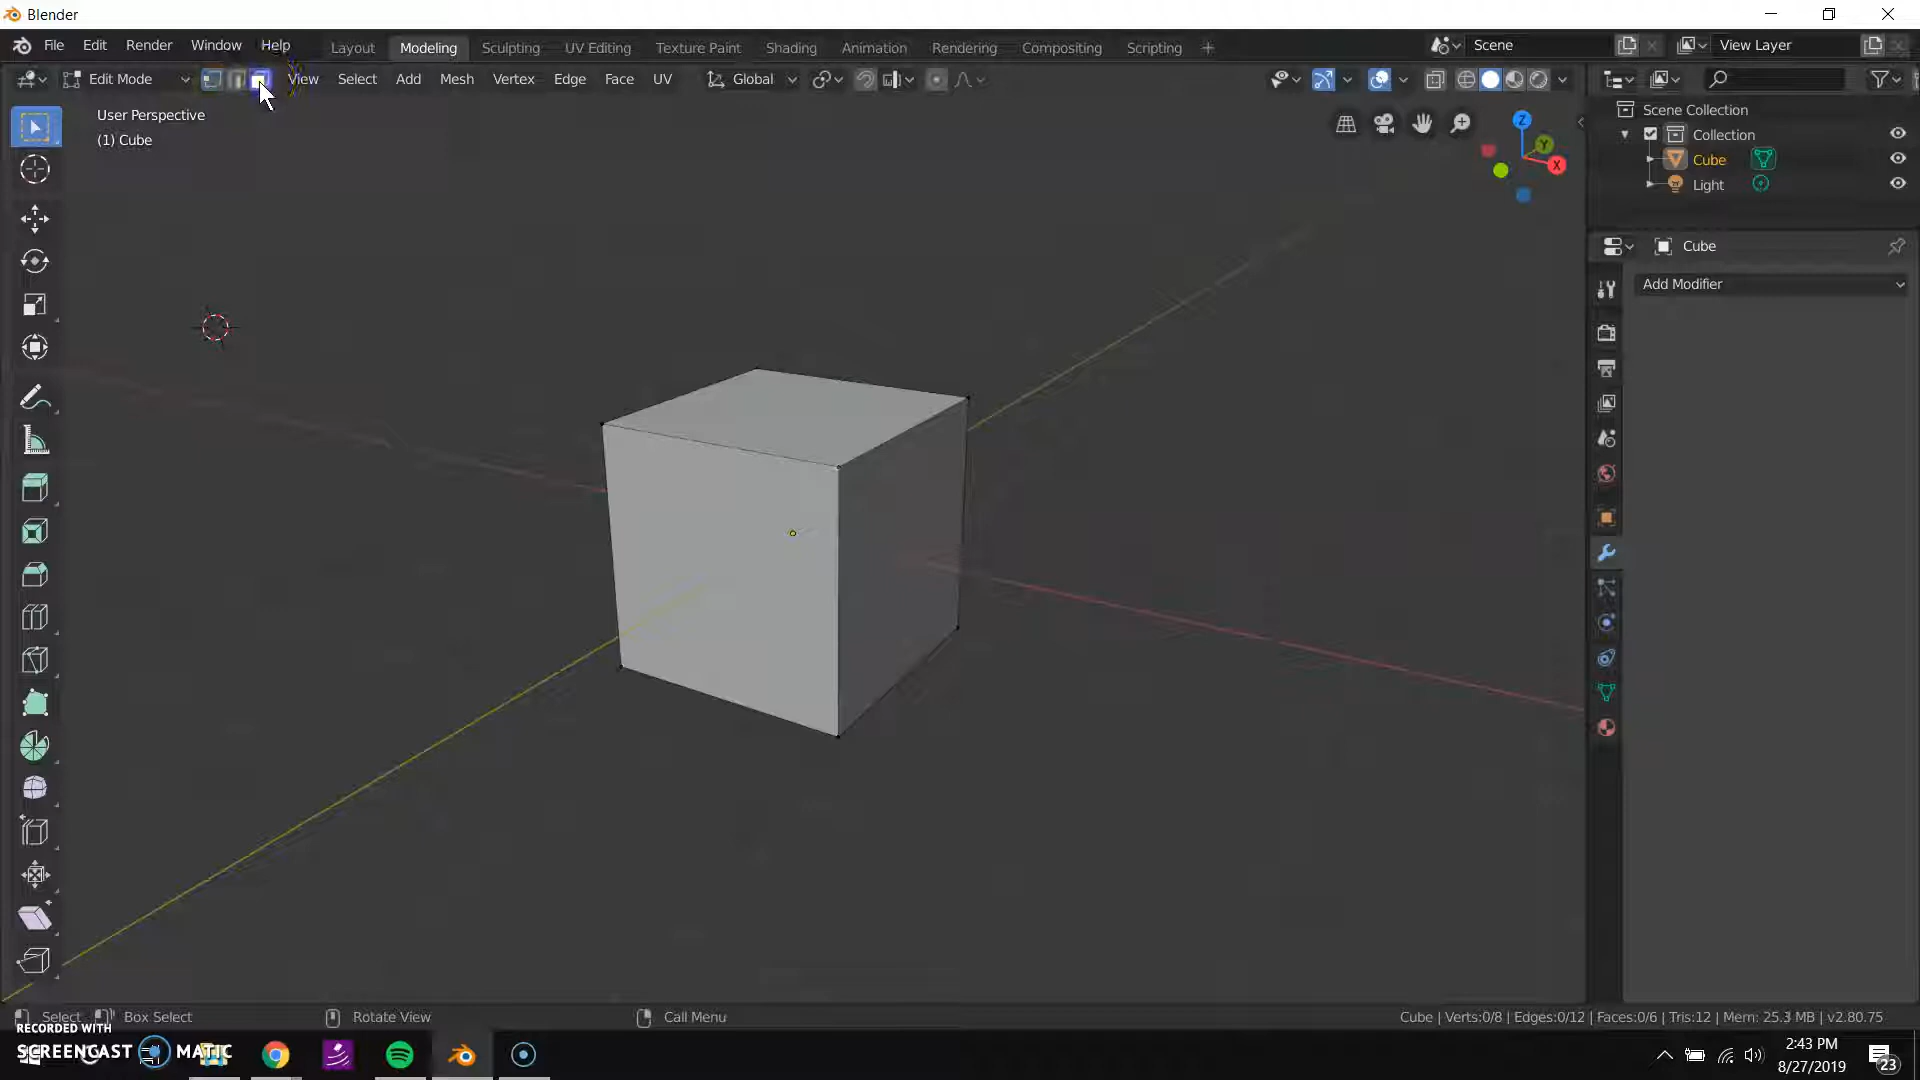 Blender
File Edit Render Window Help Layout Modeling Sculpting UV Editing Texture Paint Shading Animation Rendering Compositing Scripting + Scene View Layer
Edit Mode View Select Add Mesh Vertex Edge Face UV Global
User Perspective
(1) Cube
Z
Y
X
Scene Collection
Collection
Cube
Light
Cube
Add Modifier
Select Box Select Rotate View Call Menu Cube | Verts:0/8 | Edges:0/12 | Faces:0/6 | Tris:12 | Mem: 25.3 MB | v2.80.75
RECORDED WITH
SCREENCAST MATIC
2:43 PM
8/27/2019
23